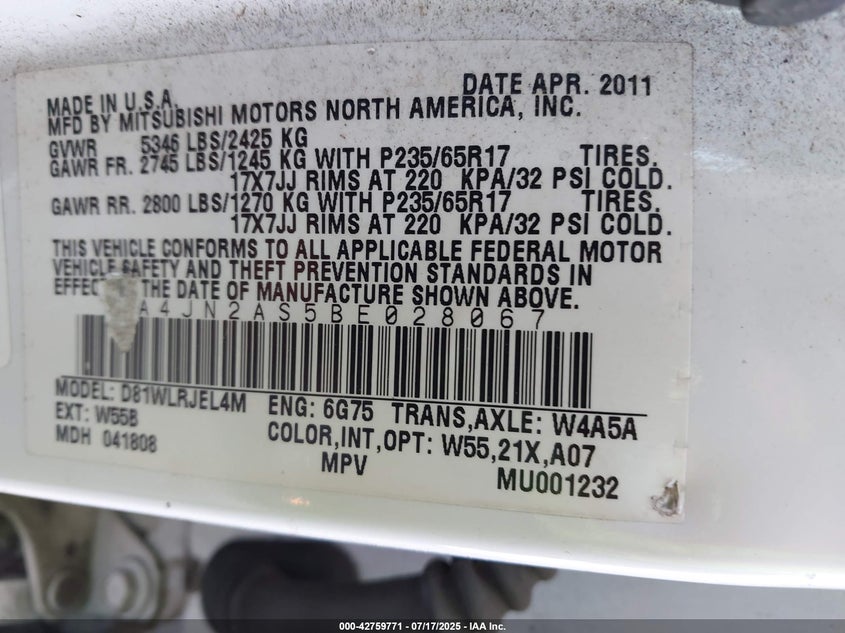 DATE APR. 2011
MADE IN U.S.A.
MFD BY MITSUBISHI MOTORS NORTH AMERICA, INC.
GVWR 5346 LBS/2425 KG
GAWR FR. 2745 LBS/1245 KG WITH P235/65R17 TIRES.
17X7JJ RIMS AT 220 KPA/32 PSI COLD.
GAWR RR. 2800 LBS/1270 KG WITH P235/65R17 TIRES.
17X7JJ RIMS AT 220 KPA/32 PSI COLD.
THIS VEHICLE CONFORMS TO ALL APPLICABLE FEDERAL MOTOR
VEHICLE SAFETY AND THEFT PREVENTION STANDARDS IN
THE DATE OF MANUFACTURE SHOWN ABOVE.
A4JN2AS5BE028067
MODEL: D81WLRJEL4M ENG: 6G75 TRANS,AXLE: W4A5A
EXT: W55B COLOR,INT,OPT: W55,21X,A07
MDH 041808 MPV MU001232
000-42759771 — 07/17/2025 — IAA Inc.